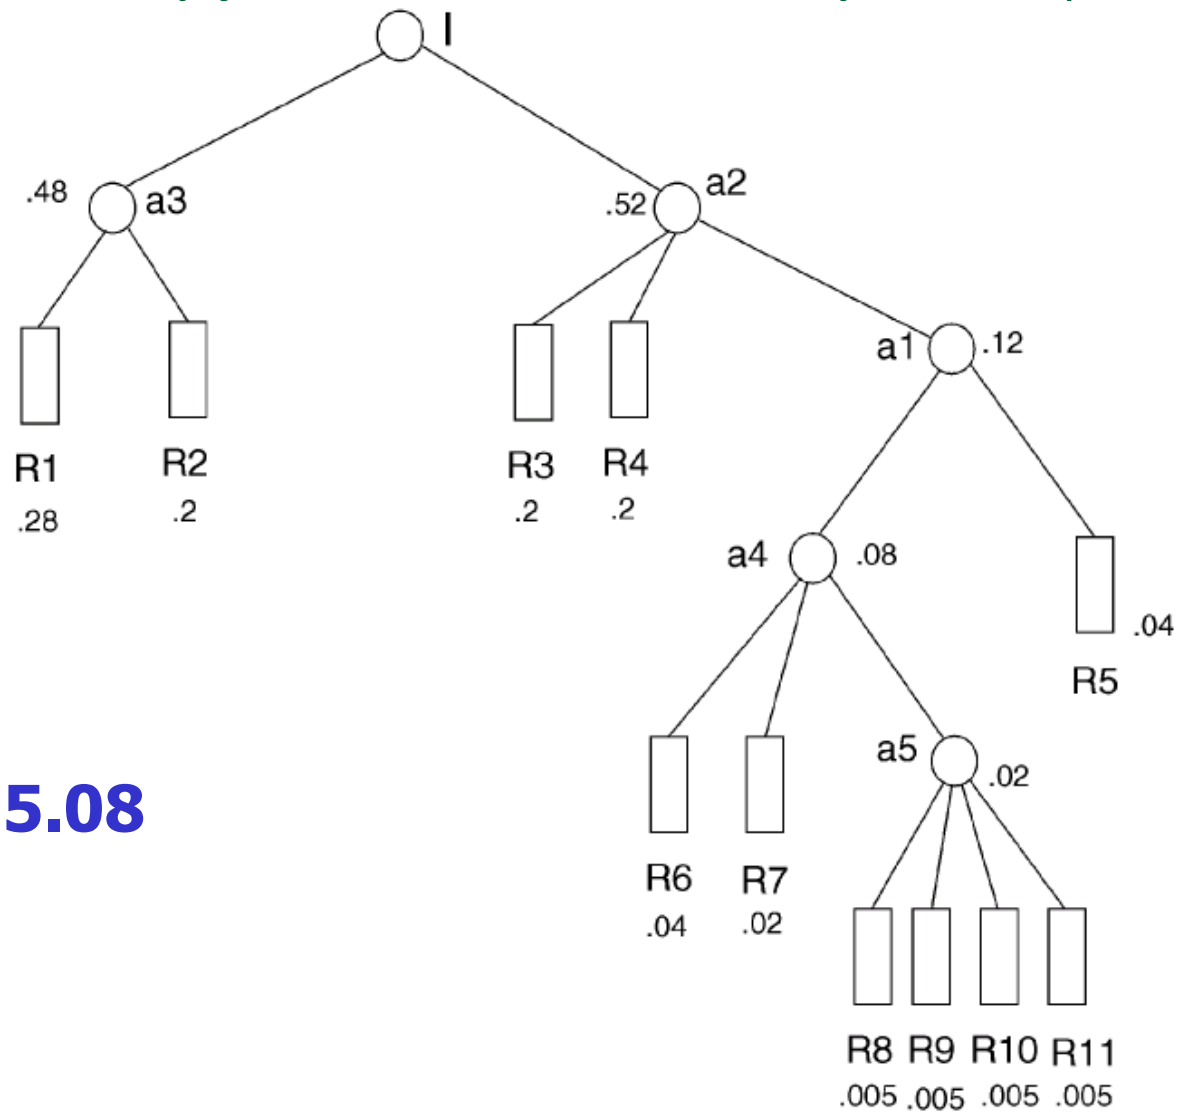 I
.48 a3
.52 a2
a1 .12
R1 R2 R3 R4
.28 .2 .2 .2
a4 .08
.04
R5
a5 .02
5.08
R6 R7
.04 .02
R8 R9 R10 R11
.005 .005 .005 .005